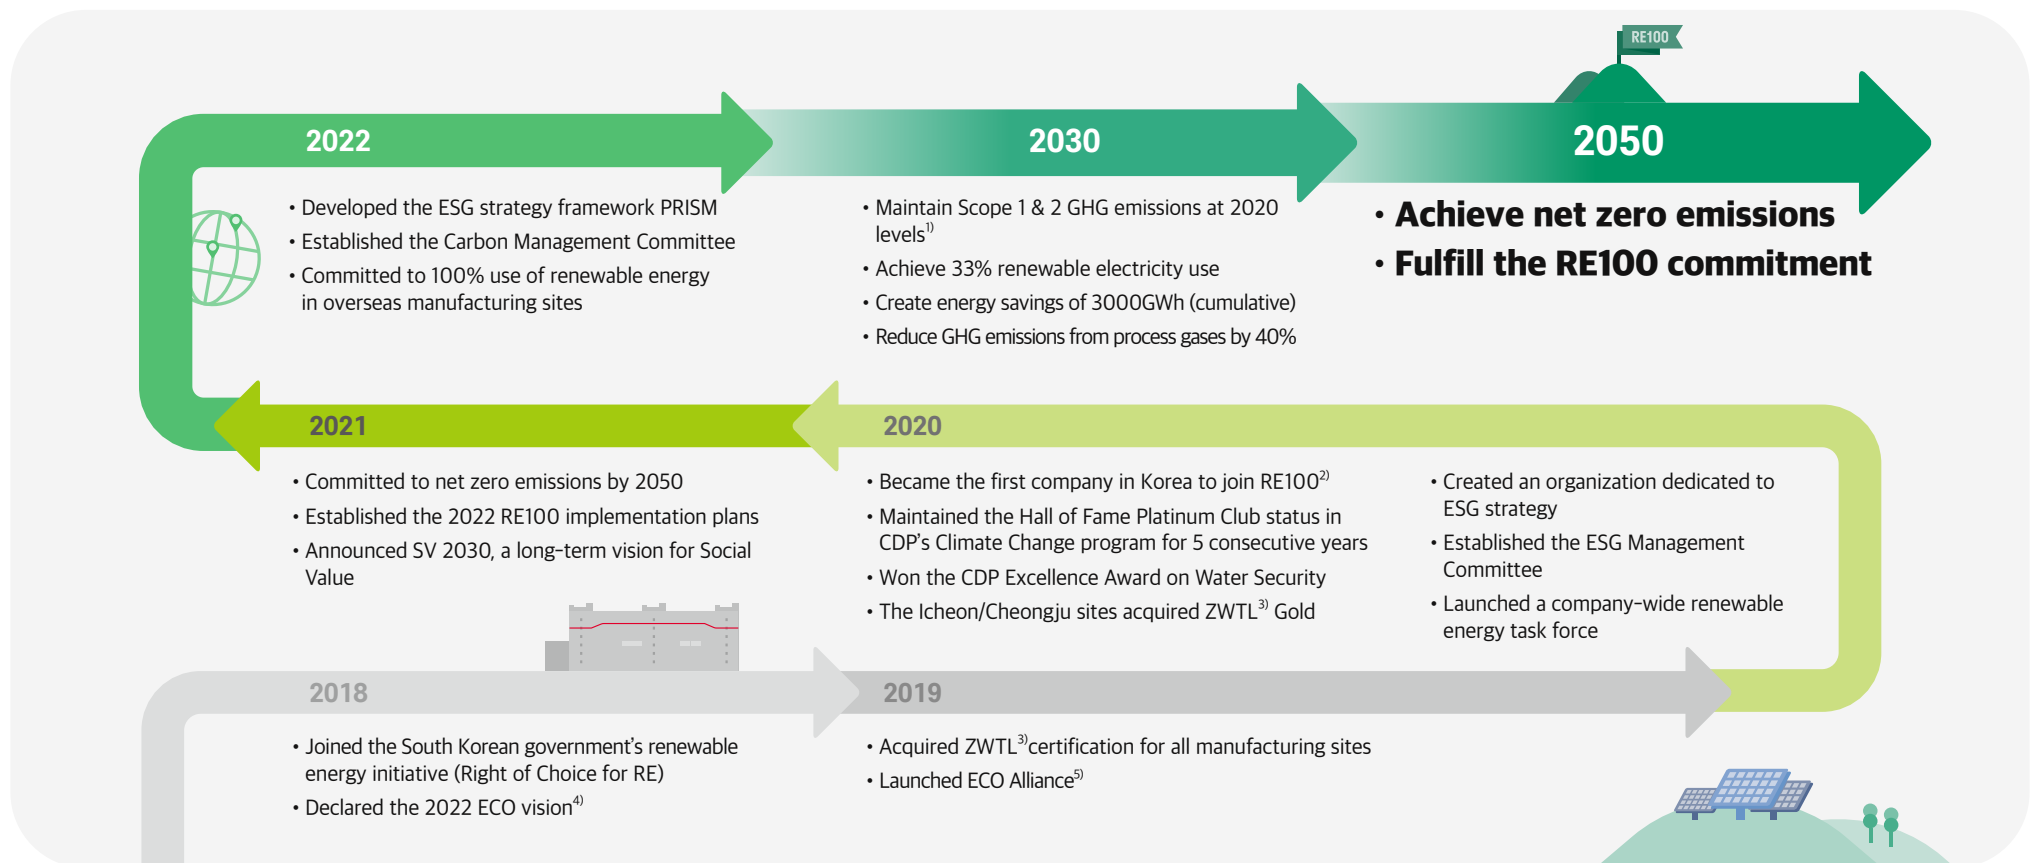 RE100
2022
2030
2050
• Developed the ESG strategy framework PRISM
• Established the Carbon Management Committee
• Committed to 100% use of renewable energy
in overseas manufacturing sites
• Maintain Scope 1 & 2 GHG emissions at 2020
levels1)
• Achieve 33% renewable electricity use
• Create energy savings of 3000GWh (cumulative)
• Reduce GHG emissions from process gases by 40%
• Achieve net zero emissions
• Fulfill the RE100 commitment
2021
2020
• Committed to net zero emissions by 2050
• Established the 2022 RE100 implementation plans
• Announced SV 2030, a long-term vision for Social
Value
• Became the first company in Korea to join RE1002)
• Maintained the Hall of Fame Platinum Club status in
CDP's Climate Change program for 5 consecutive years
• Won the CDP Excellence Award on Water Security
• The Icheon/Cheongju sites acquired ZWTL3) Gold
• Created an organization dedicated to
ESG strategy
• Established the ESG Management
Committee
• Launched a company-wide renewable
energy task force
2018
2019
• Joined the South Korean government's renewable
energy initiative (Right of Choice for RE)
• Declared the 2022 ECO vision4)
• Acquired ZWTL3)certification for all manufacturing sites
• Launched ECO Alliance5)